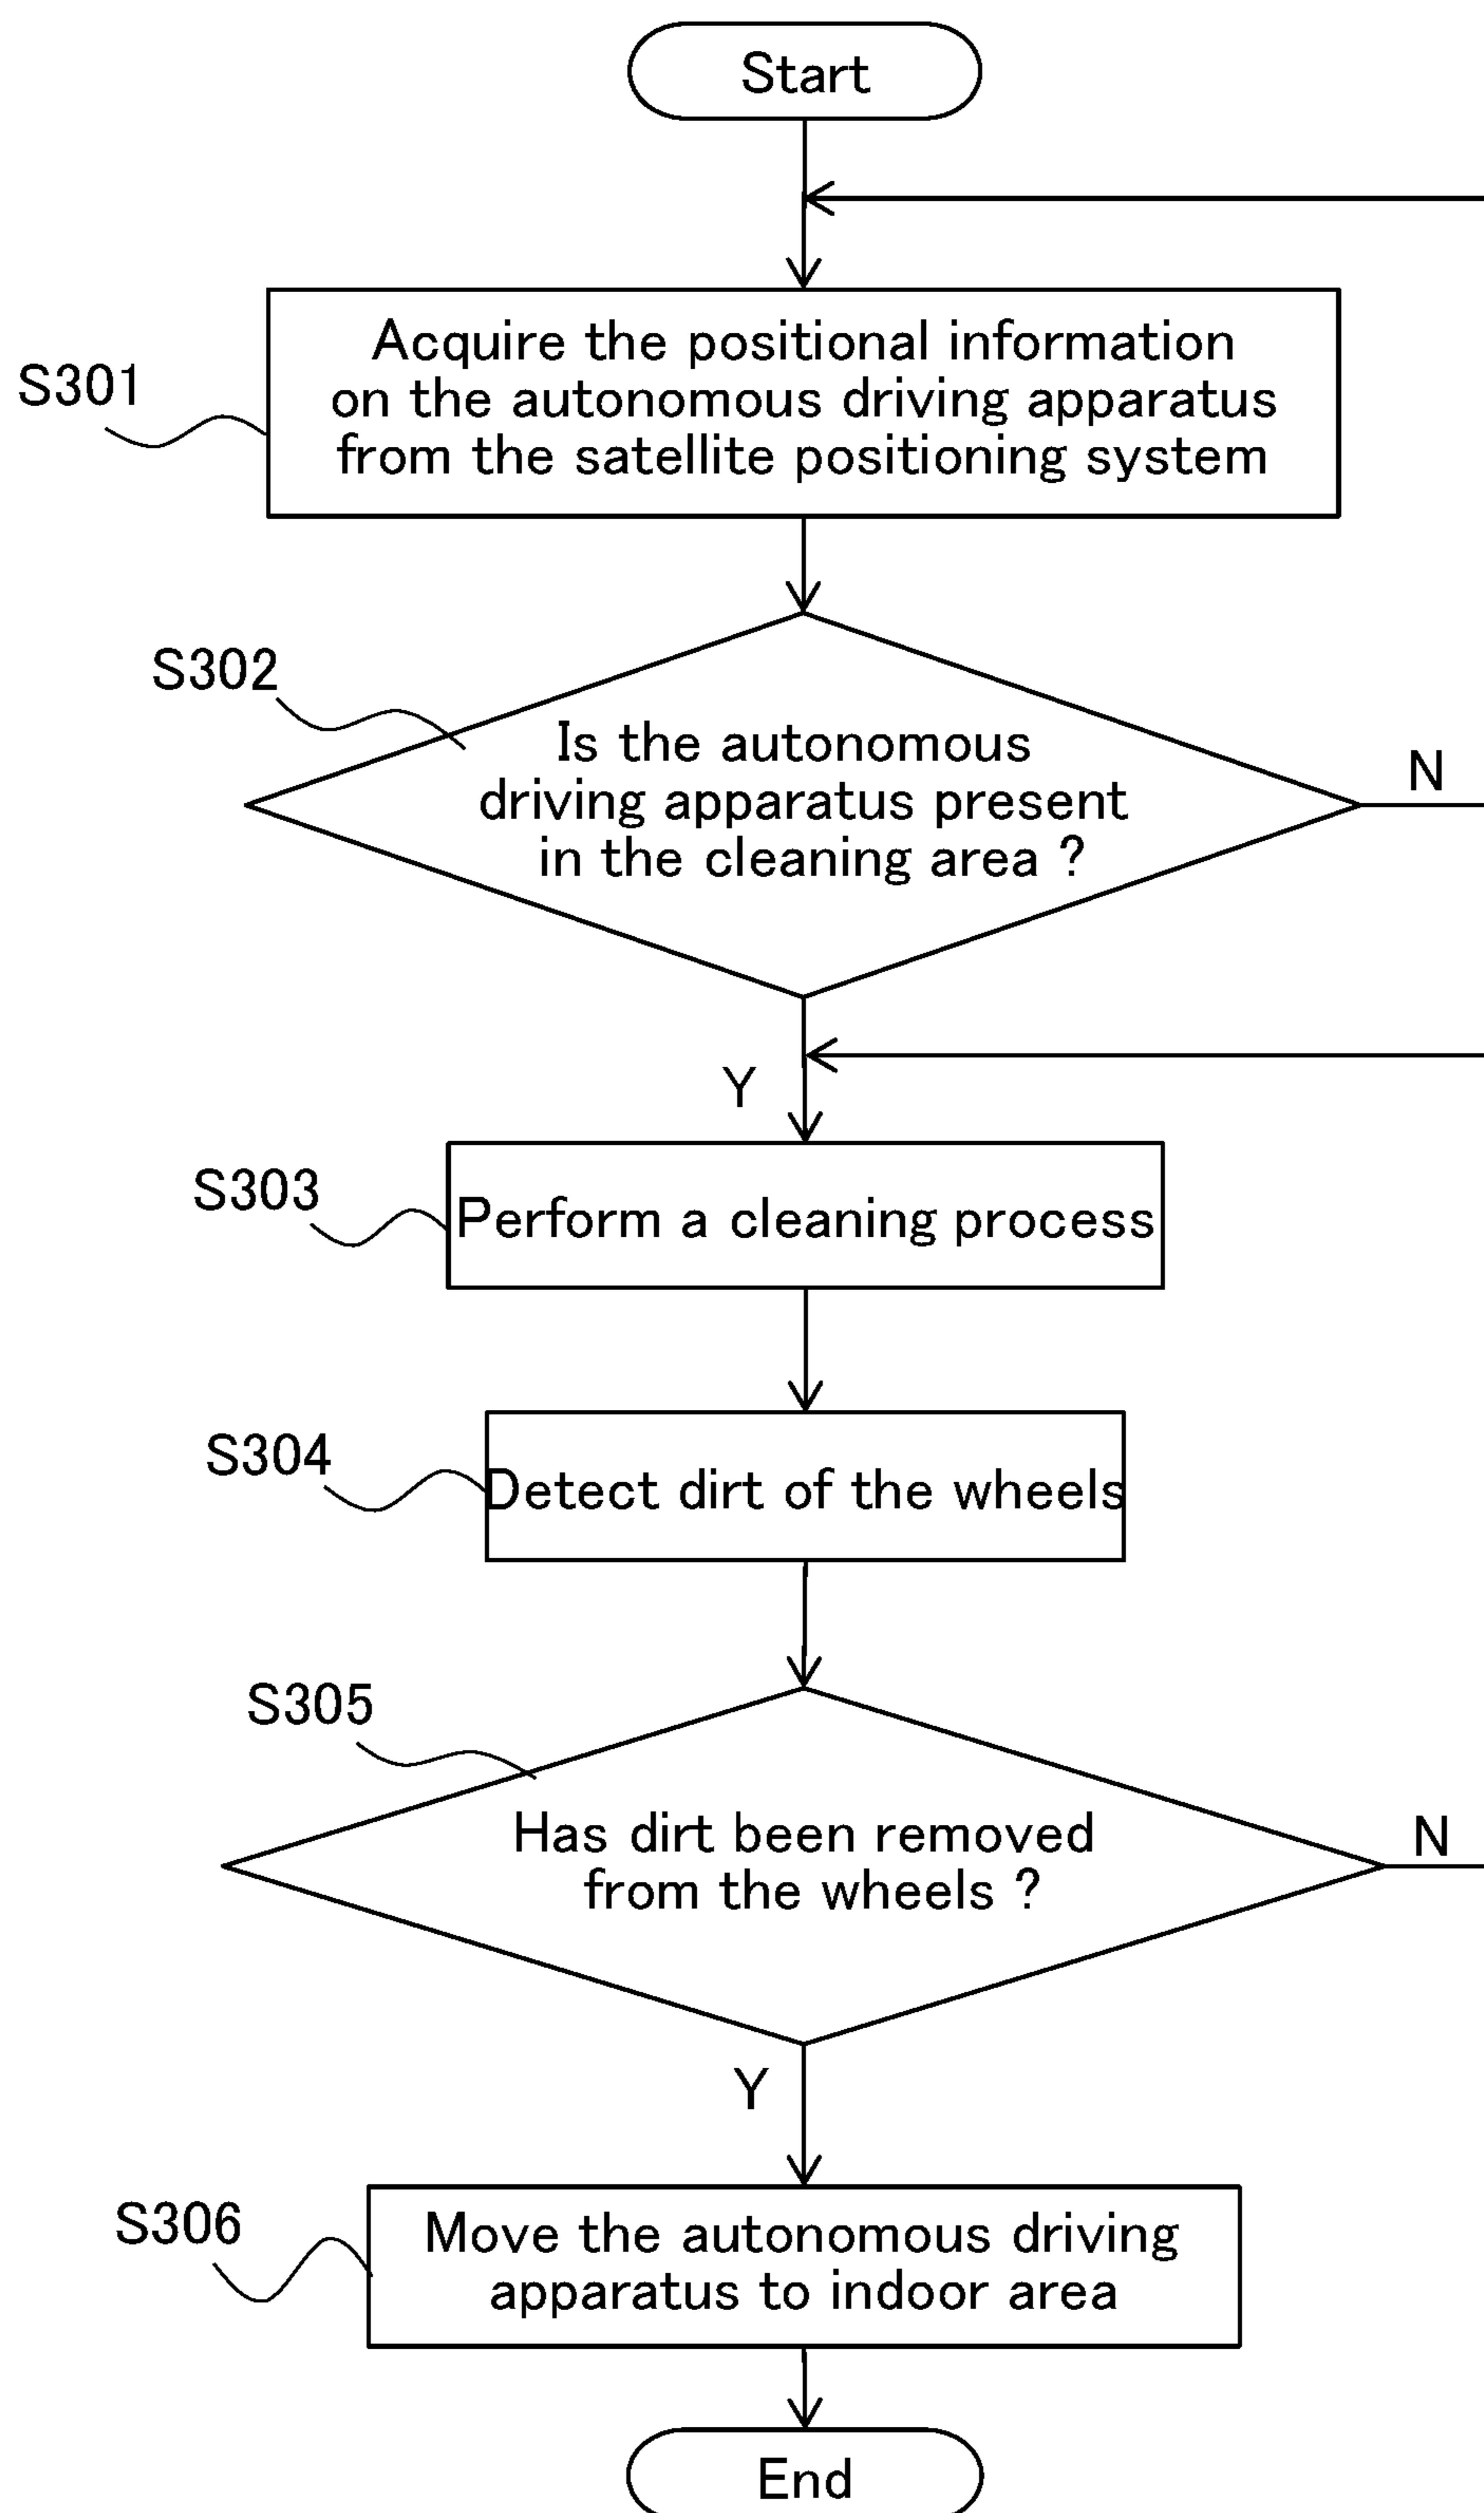 Start
S301
Acquire the positional information
on the autonomous driving apparatus
from the satellite positioning system
S302
Is the autonomous
driving apparatus present
in the cleaning area ?
N
Y
S303
Perform a cleaning process
S304
Detect dirt of the wheels
S305
Has dirt been removed
from the wheels ?
N
Y
S306
Move the autonomous driving
apparatus to indoor area
End